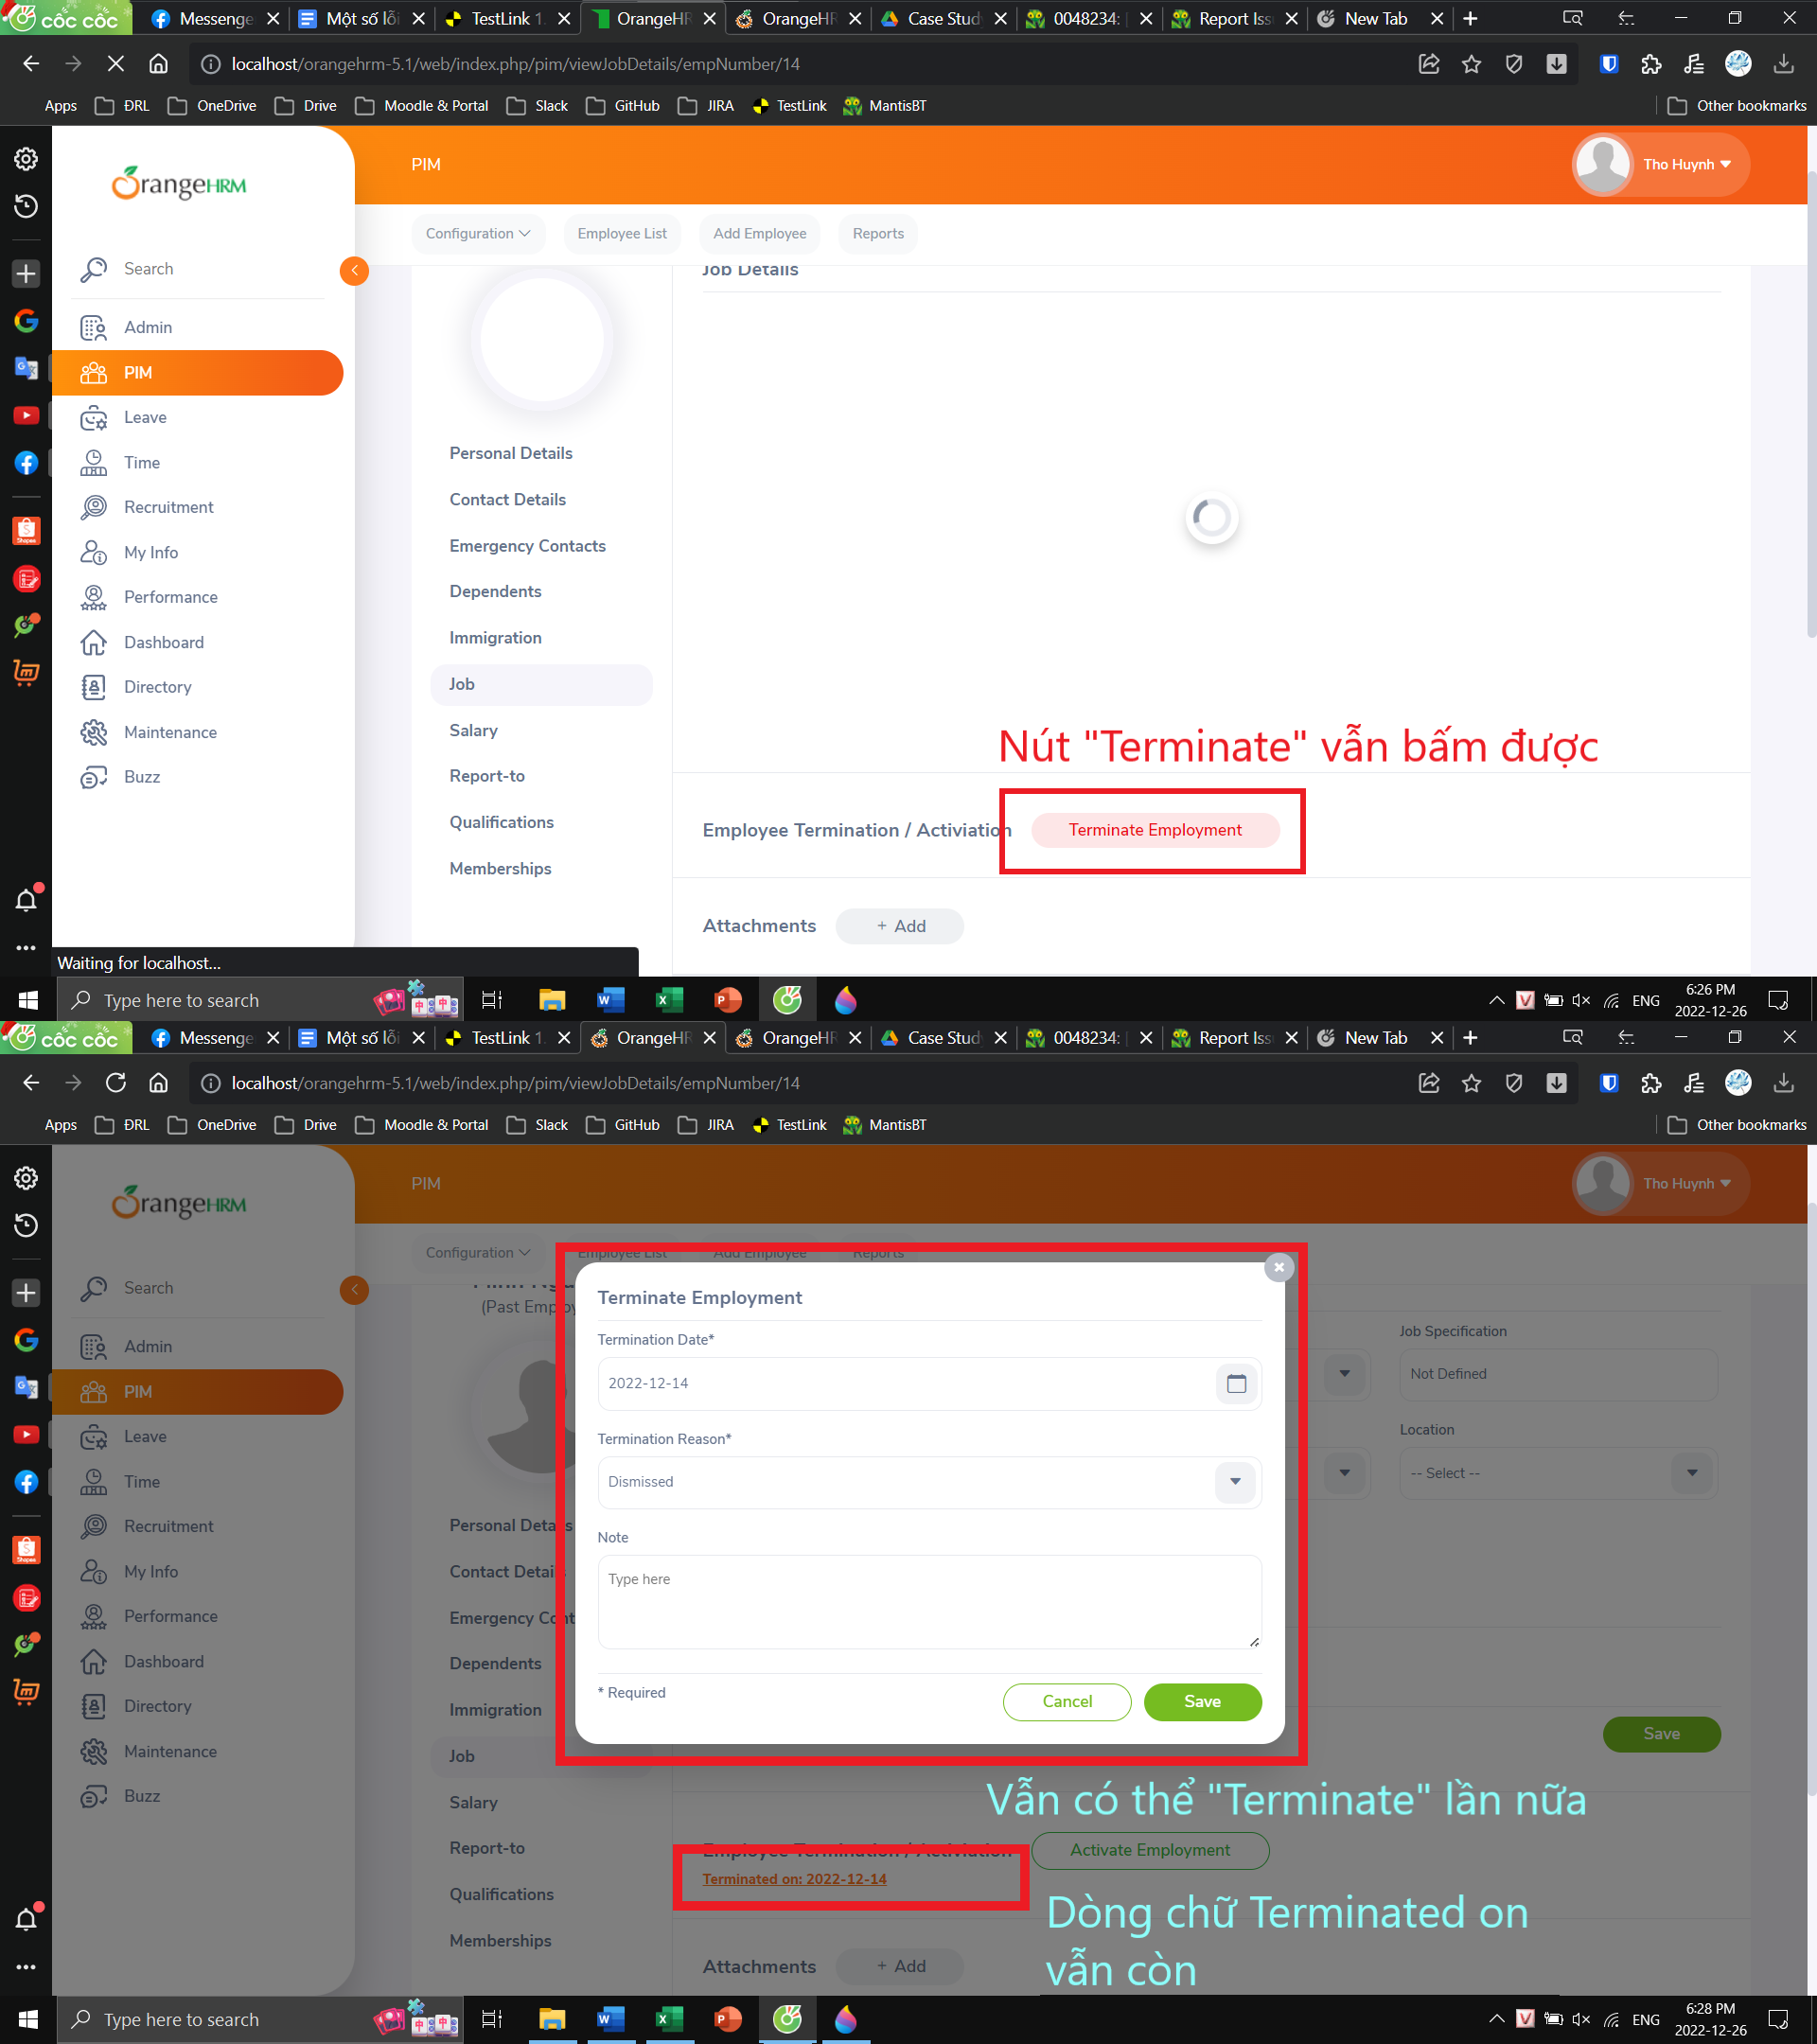 cốc cốc
Messenge
Một số lỗi
TestLink 1.
OrangeHR
OrangeHR
Case Stud
0048234:
Report Iss
New Tab
localhost/orangehrm-5.1/web/index.php/pim/viewJobDetails/empNumber/14
Apps
ĐRL
OneDrive
Drive
Moodle & Portal
Slack
GitHub
JIRA
TestLink
MantisBT
Other bookmarks
OrangeHRM
PIM
Tho Huynh
Configuration
Employee List
Add Employee
Reports
Search
Admin
PIM
Leave
Time
Recruitment
My Info
Performance
Dashboard
Directory
Maintenance
Buzz
Personal Details
Contact Details
Emergency Contacts
Dependents
Immigration
Job
Salary
Report-to
Qualifications
Memberships
Job Details
Nút "Terminate" vẫn bấm được
Employee Termination / Activiation
Terminate Employment
Attachments
+ Add
Waiting for localhost...
Type here to search
ENG
6:26 PM
2022-12-26
cốc cốc
Messenge
Một số lỗi
TestLink 1.
OrangeHR
OrangeHR
Case Stud
0048234:
Report Iss
New Tab
localhost/orangehrm-5.1/web/index.php/pim/viewJobDetails/empNumber/14
Apps
ĐRL
OneDrive
Drive
Moodle & Portal
Slack
GitHub
JIRA
TestLink
MantisBT
Other bookmarks
OrangeHRM
PIM
Tho Huynh
Configuration
Employee List
Add Employee
Reports
Search
Admin
PIM
Leave
Time
Recruitment
My Info
Performance
Dashboard
Directory
Maintenance
Buzz
(Past Employ
Personal Details
Contact Details
Emergency Cont
Dependents
Immigration
Job
Salary
Report-to
Qualifications
Memberships
Terminate Employment
Termination Date*
2022-12-14
Termination Reason*
Dismissed
Note
Type here
* Required
Cancel
Save
Job Specification
Not Defined
Location
-- Select --
Save
Vẫn có thể "Terminate" lần nữa
Employee Termination / Activiation
Activate Employment
Terminated on: 2022-12-14
Dòng chữ Terminated on
vẫn còn
Attachments
+ Add
Type here to search
ENG
6:28 PM
2022-12-26